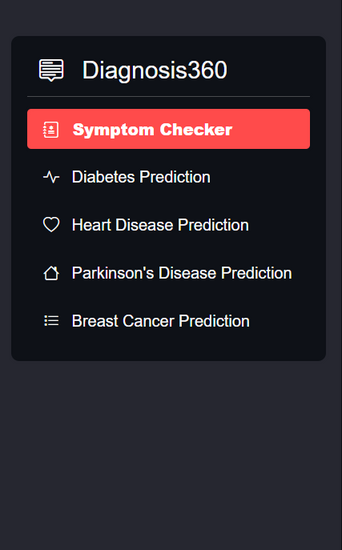 Diagnosis360
Symptom Checker
Diabetes Prediction
Heart Disease Prediction
Parkinson's Disease Prediction
Breast Cancer Prediction